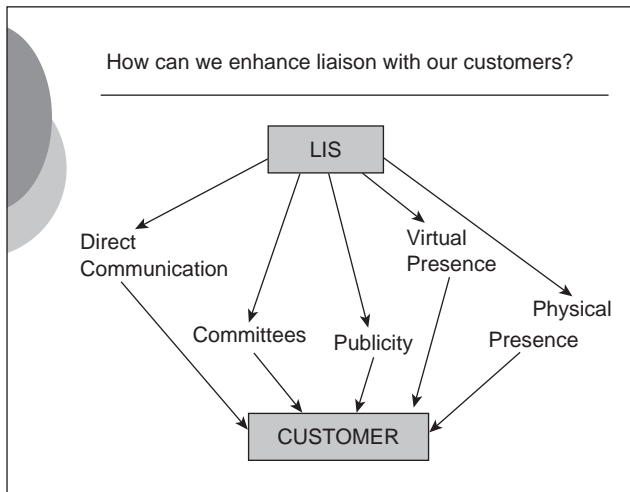 How can we enhance liaison with our customers?
LIS
Direct
Communication
Committees
Publicity
Virtual
Presence
Physical
Presence
CUSTOMER